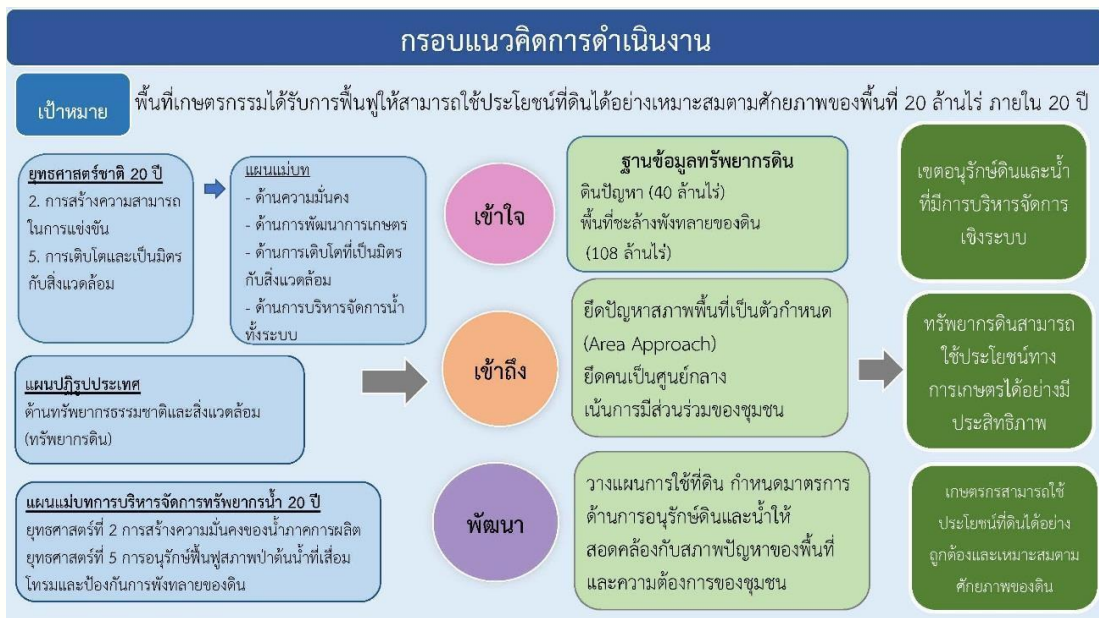 กรอบแนวคิดการดำเนินงาน
เป้าหมาย
พื้นที่เกษตรกรรมได้รับการฟื้นฟูให้สามารถใช้ประโยชน์ที่ดินได้อย่างเหมาะสมตามศักยภาพของพื้นที่ 20 ล้านไร่ ภายใน 20 ปี
ยุทธศาสตร์ชาติ 20 ปี
2. การสร้างความสามารถ
ในการแข่งขัน
5. การเติบโตและเป็นมิตร
กับสิ่งแวดล้อม
แผนแม่บท
- ด้านความมั่นคง
- ด้านการพัฒนาการเกษตร
- ด้านการเติบโตที่เป็นมิตร
กับสิ่งแวดล้อม
- ด้านการบริหารจัดการน้ำ
ทั้งระบบ
แผนปฏิรูปประเทศ
ด้านทรัพยากรธรรมชาติและสิ่งแวดล้อม
(ทรัพยากรดิน)
แผนแม่บทการบริหารจัดการทรัพยากรน้ำ 20 ปี
ยุทธศาสตร์ที่ 2 การสร้างความมั่นคงของน้ำภาคการผลิต
ยุทธศาสตร์ที่ 5 การอนุรักษ์ฟื้นฟูสภาพป่าต้นน้ำที่เสื่อม
โทรมและป้องกันการพังทลายของดิน
เข้าใจ
ฐานข้อมูลทรัพยากรดิน
ดินปัญหา (40 ล้านไร่)
พื้นที่ชะล้างพังทลายของดิน
(108 ล้านไร่)
เข้าถึง
ยึดปัญหาสภาพพื้นที่เป็นตัวกำหนด
(Area Approach)
ยึดคนเป็นศูนย์กลาง
เน้นการมีส่วนร่วมของชุมชน
พัฒนา
วางแผนการใช้ที่ดิน กำหนดมาตรการ
ด้านการอนุรักษ์ดินและน้ำให้
สอดคล้องกับสภาพปัญหาของพื้นที่
และความต้องการของชุมชน
เขตอนุรักษ์ดินและน้ำ
ที่มีการบริหารจัดการ
เชิงระบบ
ทรัพยากรดินสามารถ
ใช้ประโยชน์ทาง
การเกษตรได้อย่างมี
ประสิทธิภาพ
เกษตรกรสามารถใช้
ประโยชน์ที่ดินได้อย่าง
ถูกต้องและเหมาะสมตาม
ศักยภาพของดิน